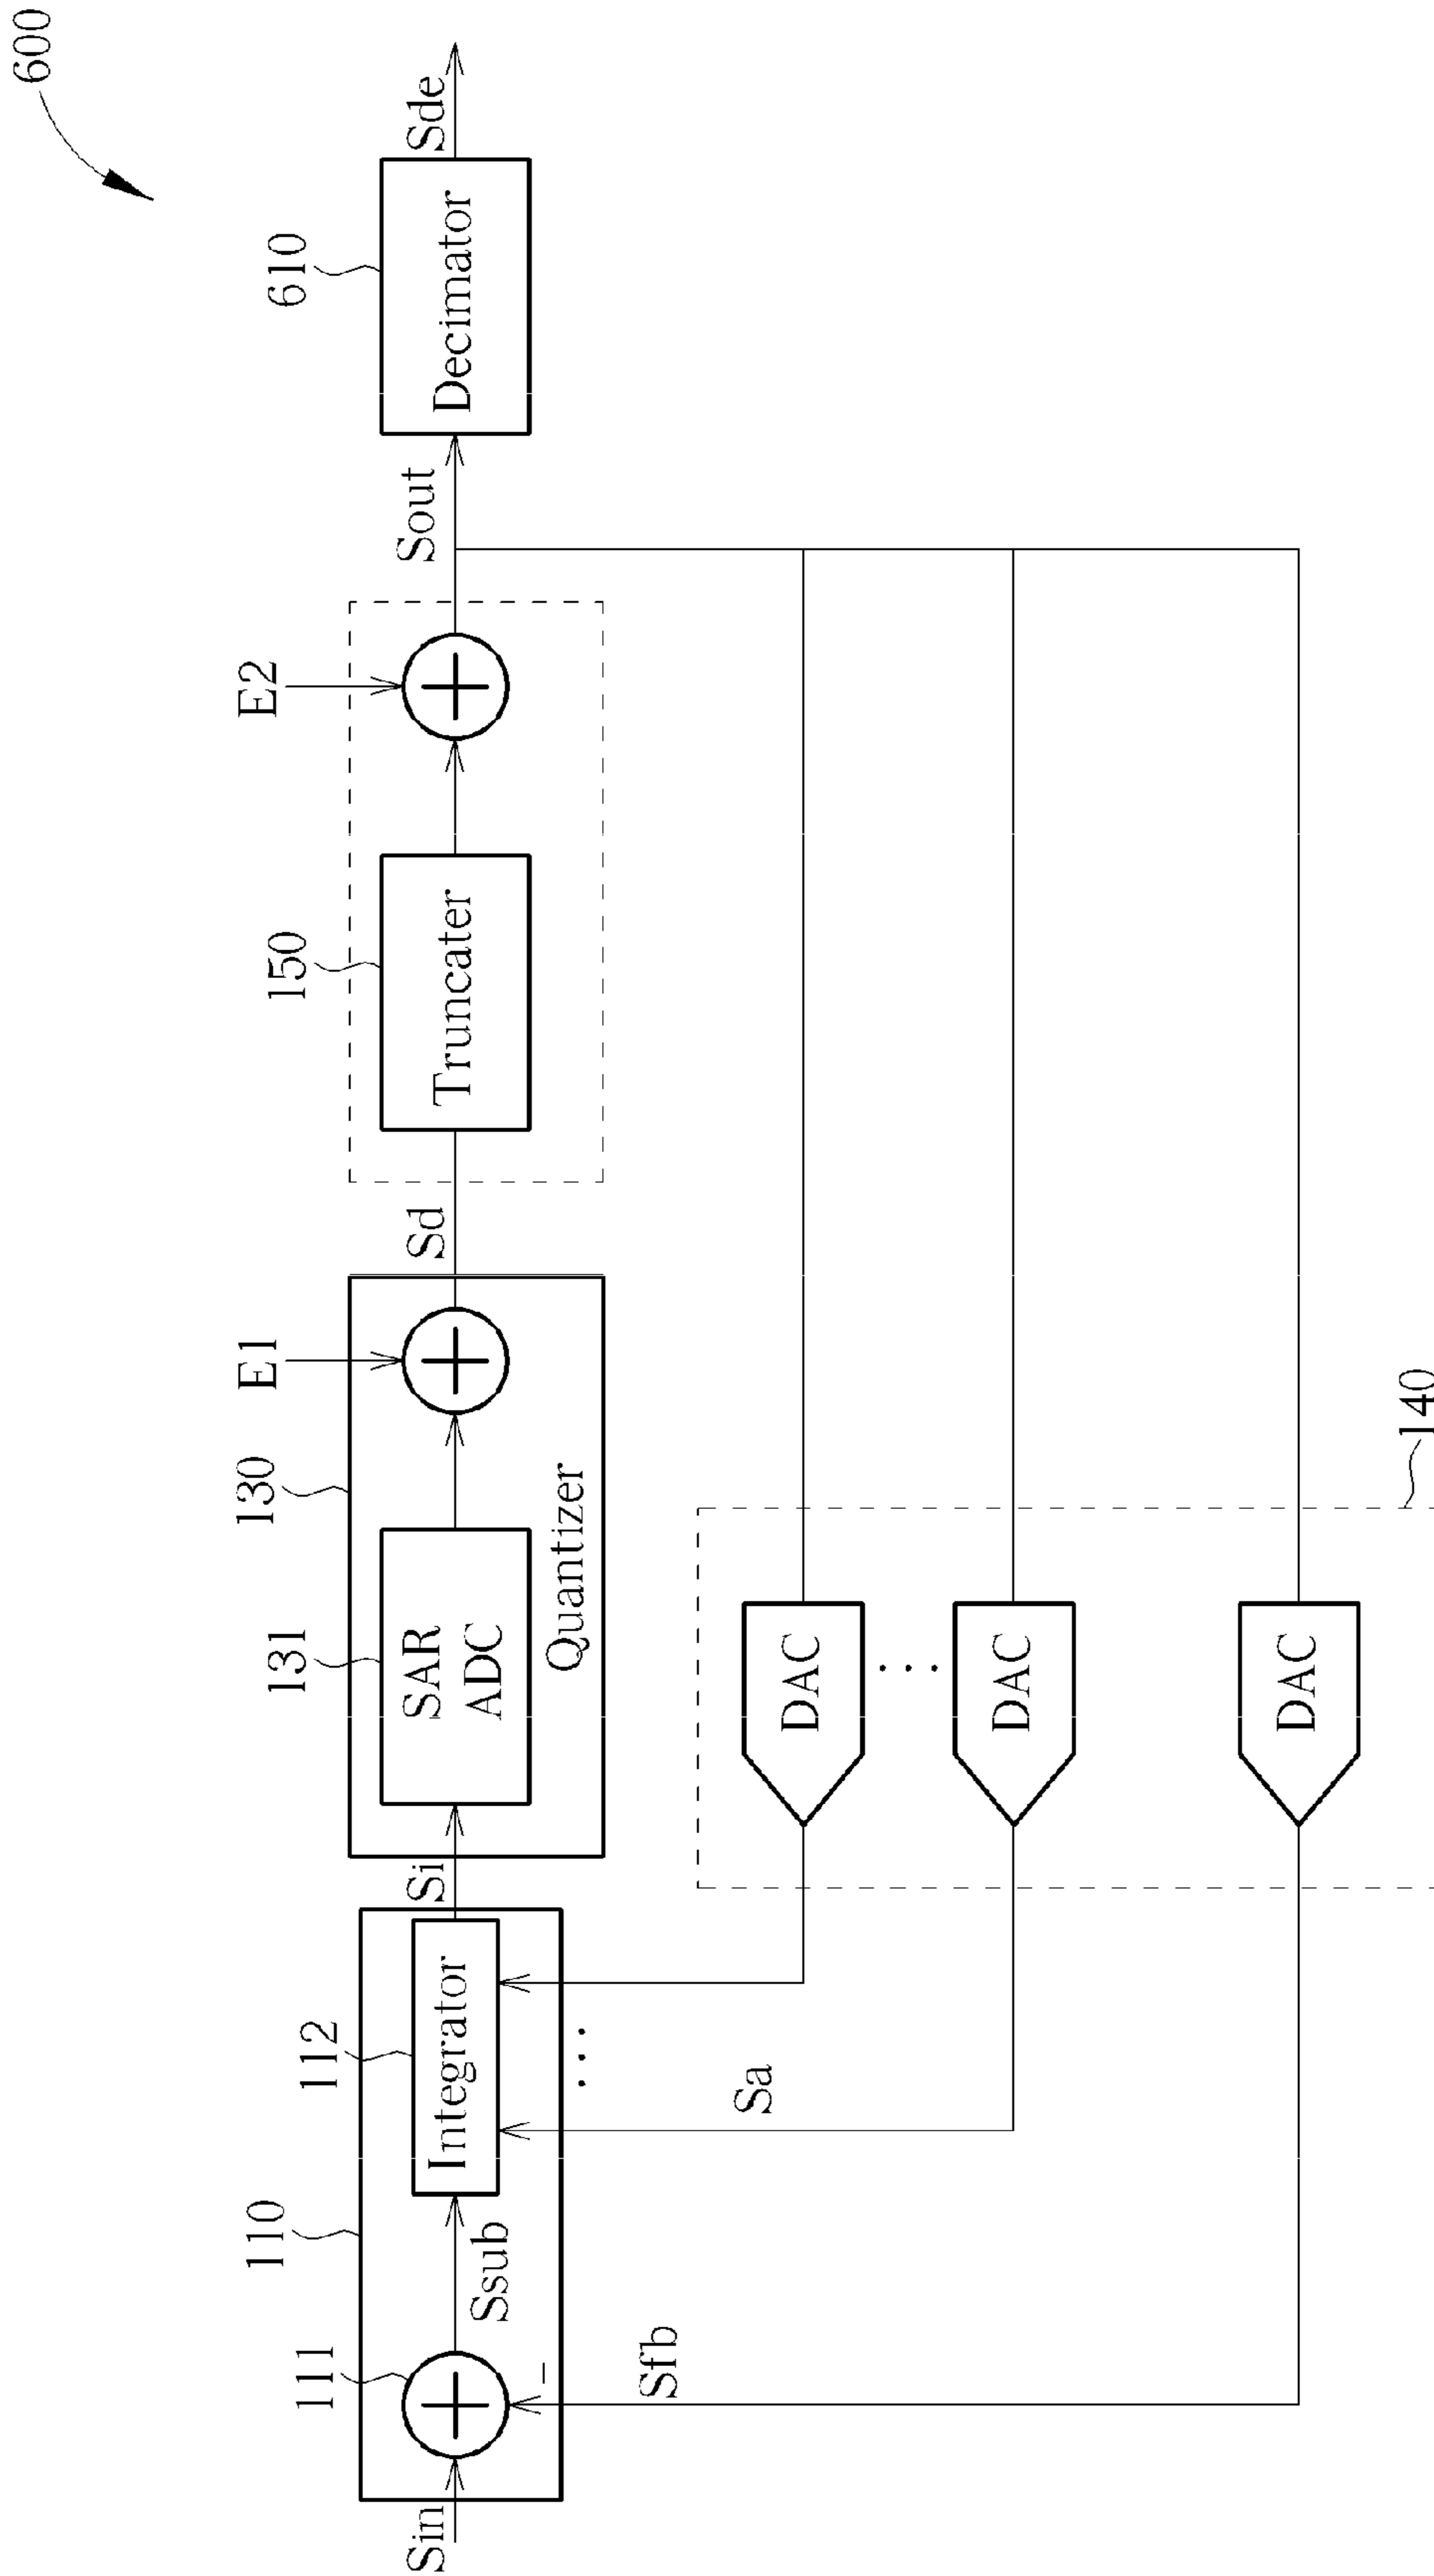 600
110
111
112
131
130
E1
150
E2
610
Sin
Ssub
Integrator
Si
SAR
ADC
Quantizer
Sd
Truncater
Sout
Decimator
Sde
...
Sfb
Sa
DAC
...
DAC
DAC
140